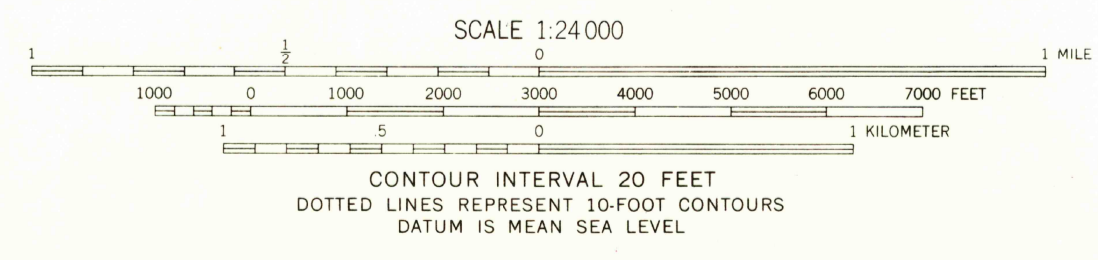 SCALE 1:24 000
1 1/2 0 1 MILE
1000 0 1000 2000 3000 4000 5000 6000 7000 FEET
1 .5 0 1 KILOMETER
CONTOUR INTERVAL 20 FEET
DOTTED LINES REPRESENT 10-FOOT CONTOURS
DATUM IS MEAN SEA LEVEL